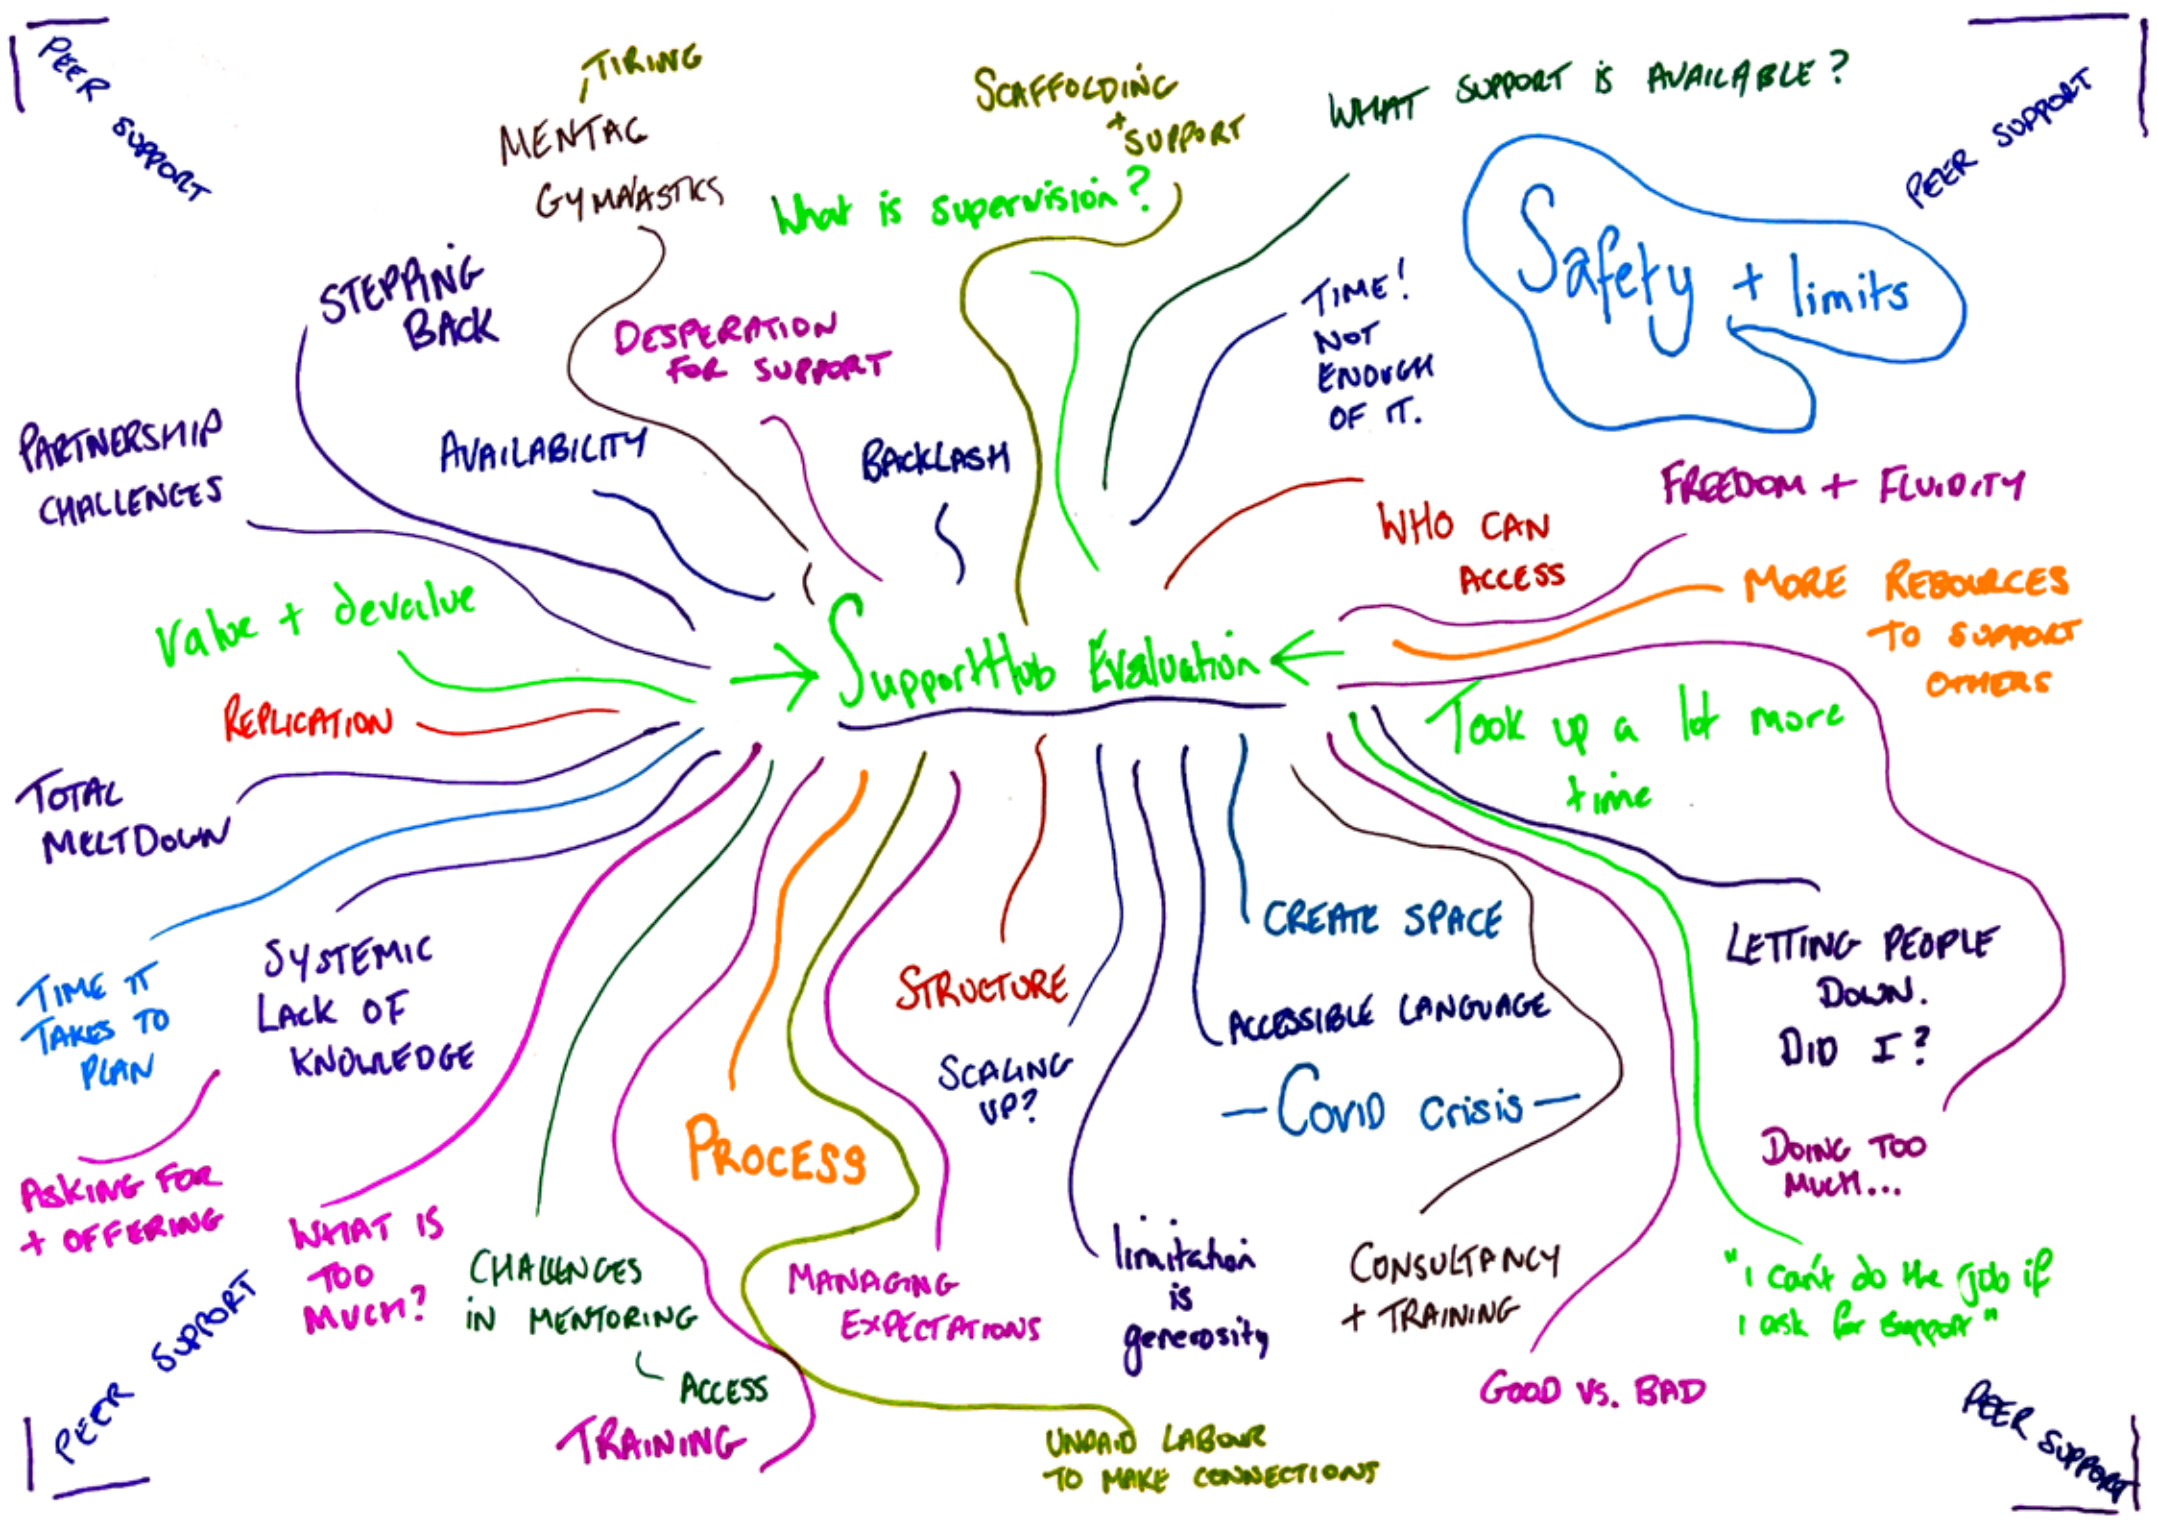 PEER
SUPPORT
TIRING
MENTAL
GYMNASTICS
SCAFFOLDING
+ SUPPORT
WHAT SUPPORT IS AVAILABLE?
PEER SUPPORT
What is supervision?
Safety + limits
STEPPING
BACK
DESPERATION
FOR SUPPORT
TIME!
NOT
ENOUGH
OF IT.
PARTNERSHIP
CHALLENGES
AVAILABILITY
BACKLASH
WHO CAN
ACCESS
FREEDOM + FLUIDITY
MORE RESOURCES
TO SUPPORT
OTHERS
Value + devalue
SupportHub Evaluation
REPLICATION
Took up a lot more
time
TOTAL
MELTDOWN
TIME IT
TAKES TO
PLAN
SYSTEMIC
LACK OF
KNOWLEDGE
STRUCTURE
CREATE SPACE
ACCESSIBLE LANGUAGE
LETTING PEOPLE
DOWN.
DID I?
SCALING
UP?
- COVID Crisis -
PROCESS
DOING TOO
MUCH...
ASKING FOR
+ OFFERING
WHAT IS
TOO
MUCH?
CHALLENGES
IN MENTORING
ACCESS
MANAGING
EXPECTATIONS
limitation
is
generosity
CONSULTANCY
+ TRAINING
"I can't do the job if
I ask for support"
GOOD VS. BAD
TRAINING
UNPAID LABOUR
TO MAKE CONNECTIONS
PEER SUPPORT
PEER SUPPORT